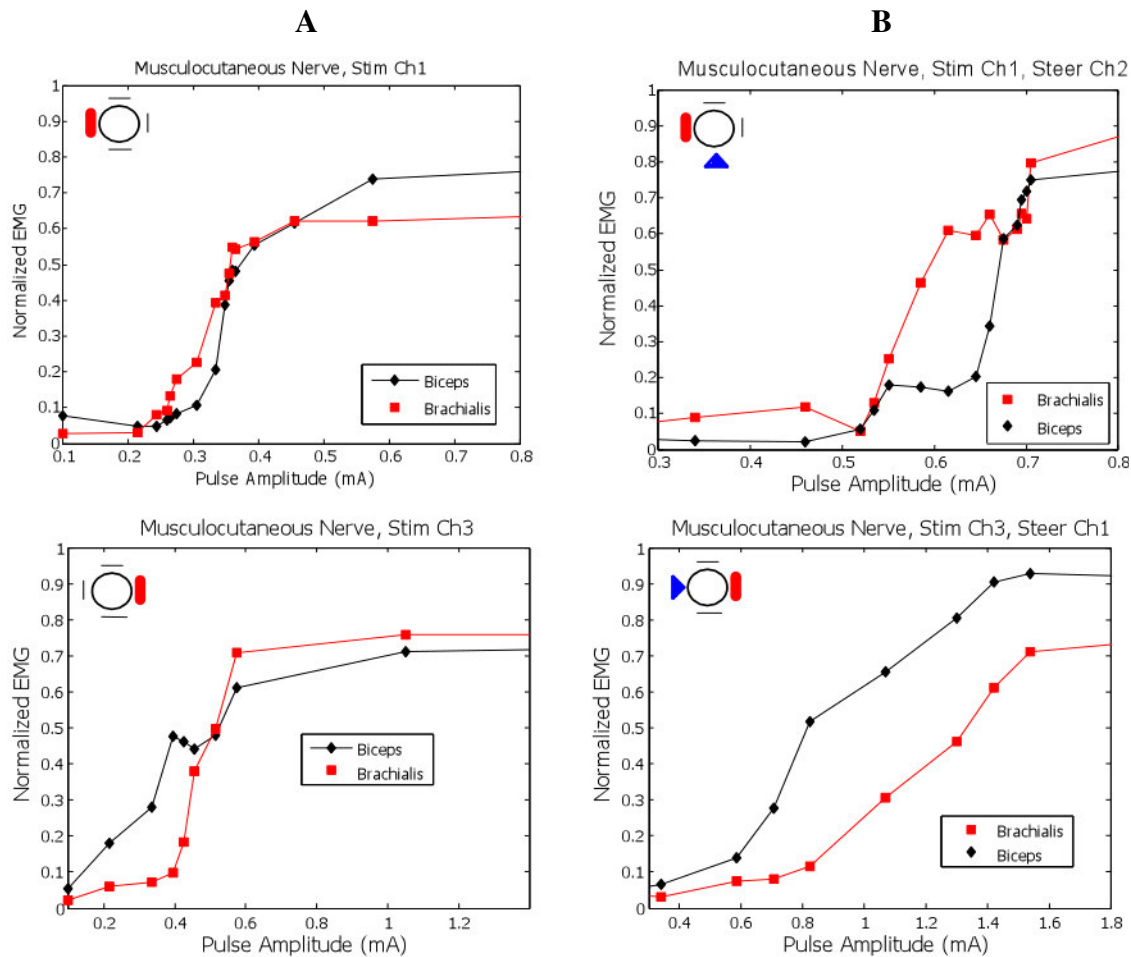 A
B
Musculocutaneous Nerve, Stim Ch1
Normalized EMG
1
0.9
0.8
0.7
0.6
0.5
0.4
0.3
0.2
0.1
0
Biceps
Brachialis
0.1 0.2 0.3 0.4 0.5 0.6 0.7 0.8
Pulse Amplitude (mA)
Musculocutaneous Nerve, Stim Ch1, Steer Ch2
Normalized EMG
1
0.9
0.8
0.7
0.6
0.5
0.4
0.3
0.2
0.1
0
Brachialis
Biceps
0.3 0.4 0.5 0.6 0.7 0.8
Pulse Amplitude (mA)
Musculocutaneous Nerve, Stim Ch3
Normalized EMG
1
0.9
0.8
0.7
0.6
0.5
0.4
0.3
0.2
0.1
0
Biceps
Brachialis
0.2 0.4 0.6 0.8 1 1.2
Pulse Amplitude (mA)
Musculocutaneous Nerve, Stim Ch3, Steer Ch1
Normalized EMG
1
0.9
0.8
0.7
0.6
0.5
0.4
0.3
0.2
0.1
0
Brachialis
Biceps
0.4 0.6 0.8 1 1.2 1.4 1.6 1.8
Pulse Amplitude (mA)